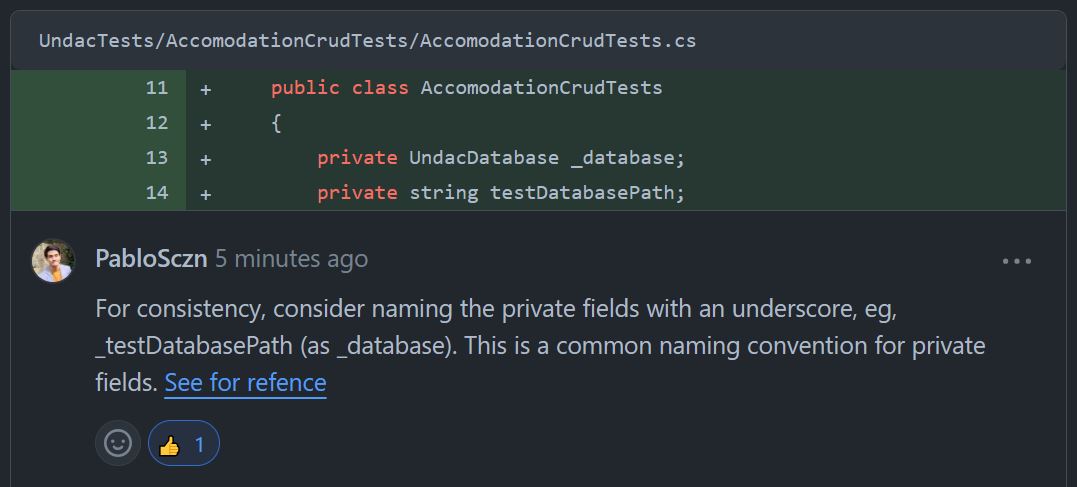 UndacTests/AccomodationCrudTests/AccomodationCrudTests.cs
11 + public class AccomodationCrudTests
12 + {
13 + private UndacDatabase _database;
14 + private string testDatabasePath;
PabloSczn 5 minutes ago
For consistency, consider naming the private fields with an underscore, eg,
_testDatabasePath (as _database). This is a common naming convention for private
fields. See for refence
👍 1